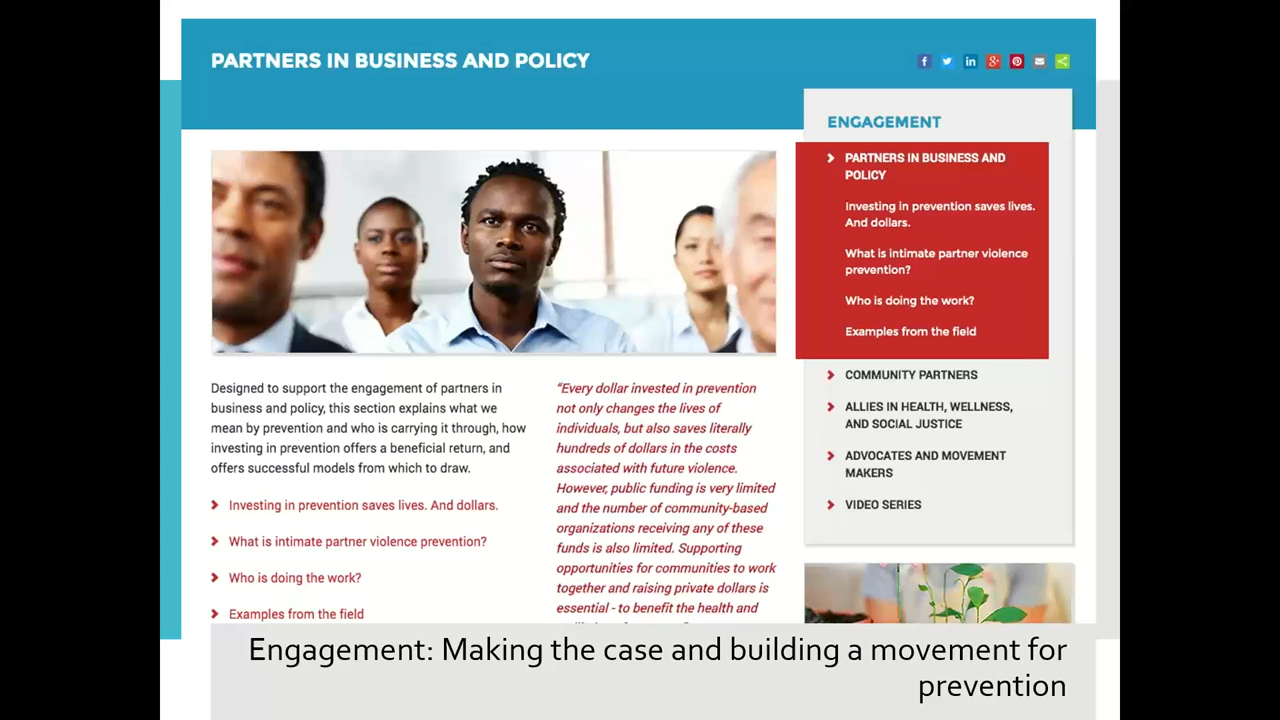 PARTNERS IN BUSINESS AND POLICY
ENGAGEMENT
PARTNERS IN BUSINESS AND
POLICY
Investing in prevention saves lives.
And dollars.
What is intimate partner violence
prevention?
Who is doing the work?
Examples from the field
COMMUNITY PARTNERS
ALLIES IN HEALTH, WELLNESS,
AND SOCIAL JUSTICE
ADVOCATES AND MOVEMENT
MAKERS
VIDEO SERIES
Designed to support the engagement of partners in
business and policy, this section explains what we
mean by prevention and who is carrying it through, how
investing in prevention offers a beneficial return, and
offers successful models from which to draw.
Investing in prevention saves lives. And dollars.
What is intimate partner violence prevention?
Who is doing the work?
Examples from the field
“Every dollar invested in prevention
not only changes the lives of
individuals, but also saves literally
hundreds of dollars in the costs
associated with future violence.
However, public funding is very limited
and the number of community-based
organizations receiving any of these
funds is also limited. Supporting
opportunities for communities to work
together and raising private dollars is
essential - to benefit the health and
Engagement: Making the case and building a movement for
prevention